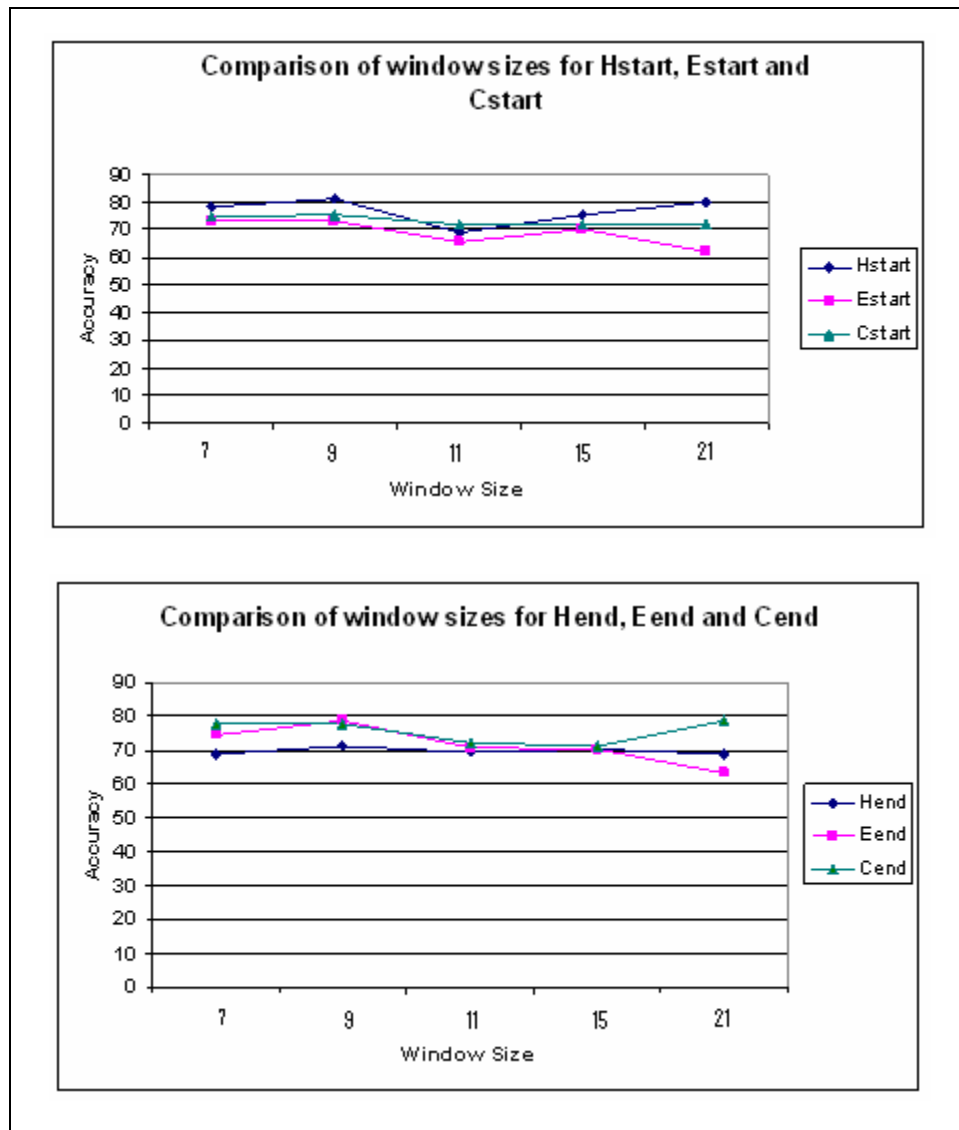 Comparison of window sizes for Hstart, Estart and
Cstart
90
80
70
60
50
40
30
20
10
0
Accuracy
7 9 11 15 21
Window Size
Hstart
Estart
Cstart
Comparison of window sizes for Hend, Eend and Cend
90
80
70
60
50
40
30
20
10
0
Accuracy
7 9 11 15 21
Window Size
Hend
Eend
Cend